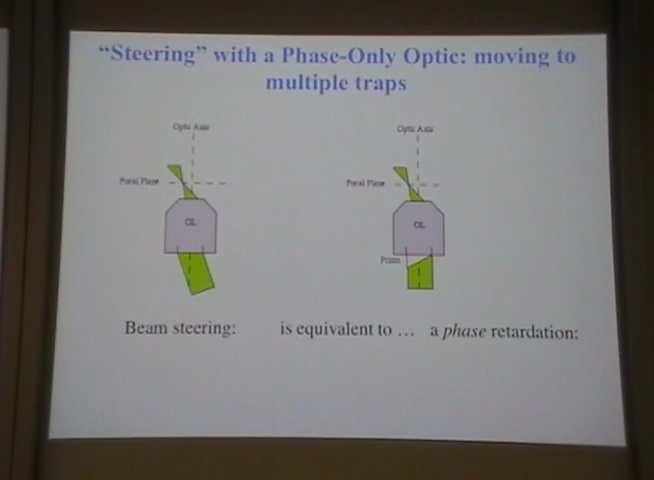 “Steering” with a Phase-Only Optic: moving to
multiple traps
Optic Axis
Optic Axis
Focal Plane
Focal Plane
OL
OL
Prism
Beam steering:
is equivalent to … a phase retardation: